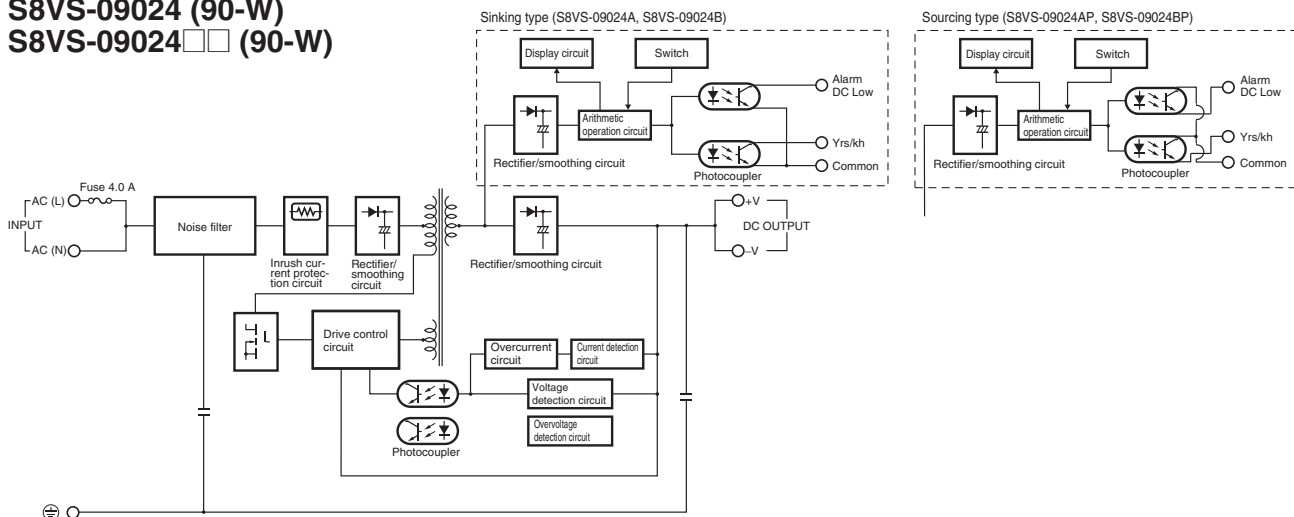 S8VS-09024 (90-W)
S8VS-09024□□ (90-W)
Sinking type (S8VS-09024A, S8VS-09024B)
Display circuit
Switch
Arithmetic
operation circuit
Rectifier/smoothing circuit
Photocoupler
Alarm
DC Low
Yrs/kh
Common
Sourcing type (S8VS-09024AP, S8VS-09024BP)
Display circuit
Switch
Arithmetic
operation circuit
Rectifier/smoothing circuit
Photocoupler
Alarm
DC Low
Yrs/kh
Common
Fuse 4.0 A
AC (L)
INPUT
AC (N)
Noise filter
Inrush cur-
rent protec-
tion circuit
Rectifier/
smoothing
circuit
Rectifier/smoothing circuit
+V
DC OUTPUT
–V
Drive control
circuit
Overcurrent
circuit
Current detection
circuit
Voltage
detection circuit
Overvoltage
detection circuit
Photocoupler